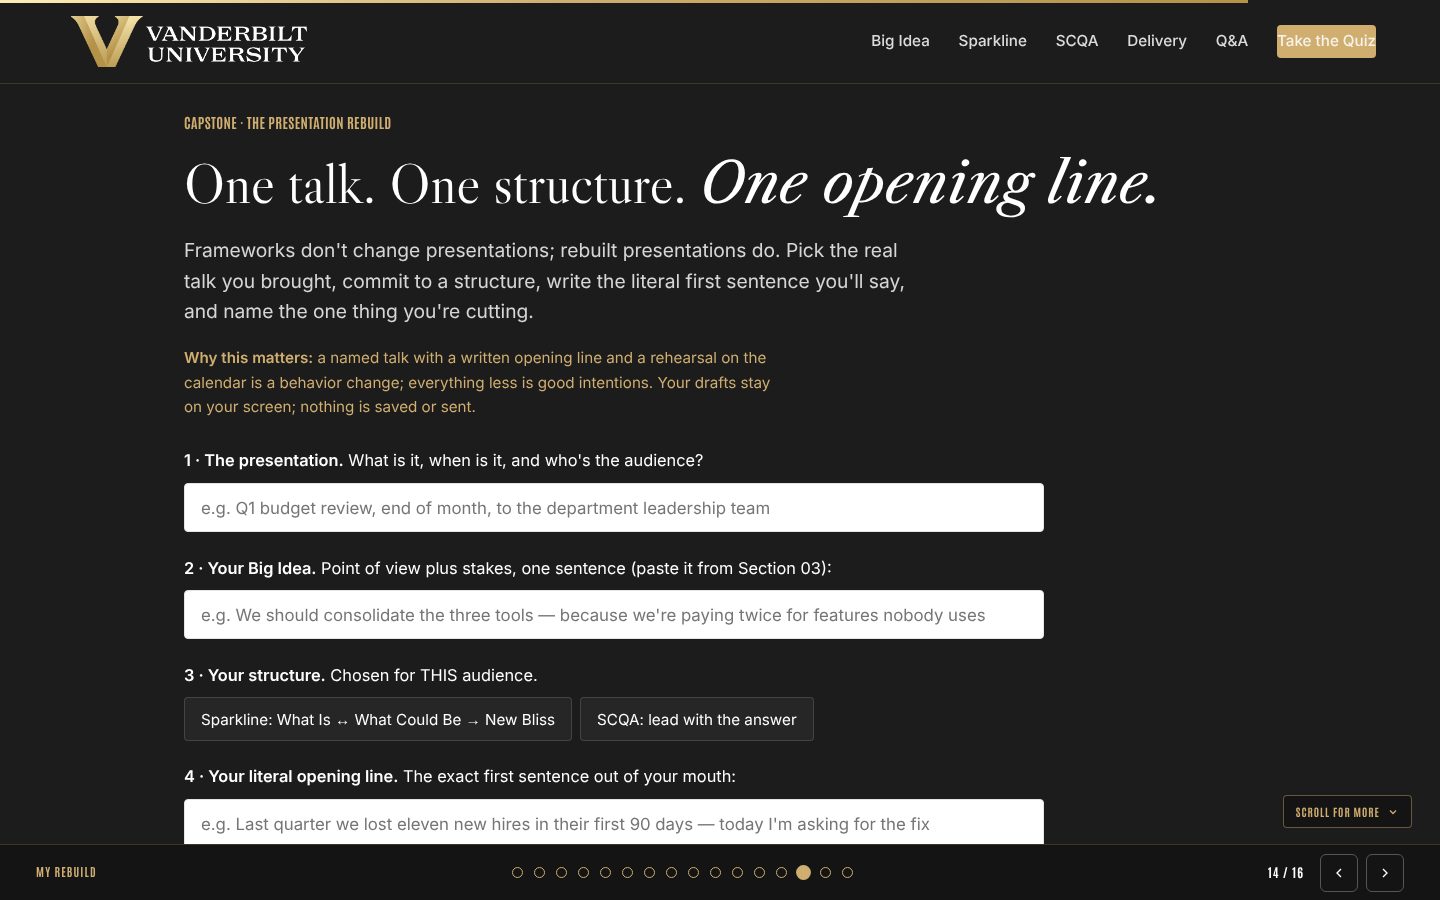 VANDERBILT
UNIVERSITY
Big Idea
Sparkline
SCQA
Delivery
Q&A
Take the Quiz
CAPSTONE · THE PRESENTATION REBUILD
One talk. One structure. One opening line.
Frameworks don't change presentations; rebuilt presentations do. Pick the real
talk you brought, commit to a structure, write the literal first sentence you'll say,
and name the one thing you're cutting.
Why this matters: a named talk with a written opening line and a rehearsal on the
calendar is a behavior change; everything less is good intentions. Your drafts stay
on your screen; nothing is saved or sent.
1 · The presentation. What is it, when is it, and who's the audience?
e.g. Q1 budget review, end of month, to the department leadership team
2 · Your Big Idea. Point of view plus stakes, one sentence (paste it from Section 03):
e.g. We should consolidate the three tools — because we're paying twice for features nobody uses
3 · Your structure. Chosen for THIS audience.
Sparkline: What Is ↔ What Could Be → New Bliss
SCQA: lead with the answer
4 · Your literal opening line. The exact first sentence out of your mouth:
e.g. Last quarter we lost eleven new hires in their first 90 days — today I'm asking for the fix
SCROLL FOR MORE
MY REBUILD
14 / 16